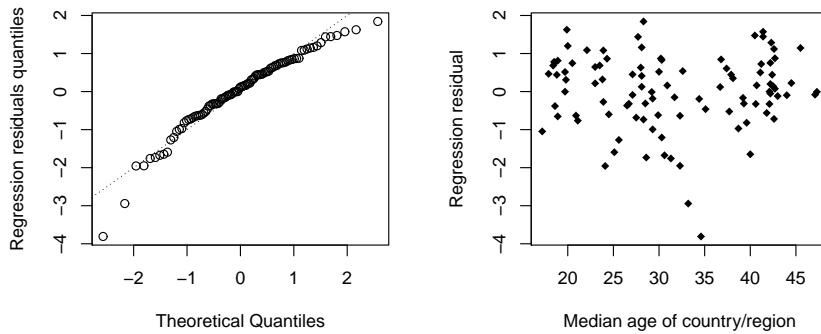 Regression residuals quantiles
2
1
0
−1
−2
−3
−4
−2 −1 0 1 2
Theoretical Quantiles
Regression residual
2
1
0
−1
−2
−3
−4
20 25 30 35 40 45
Median age of country/region